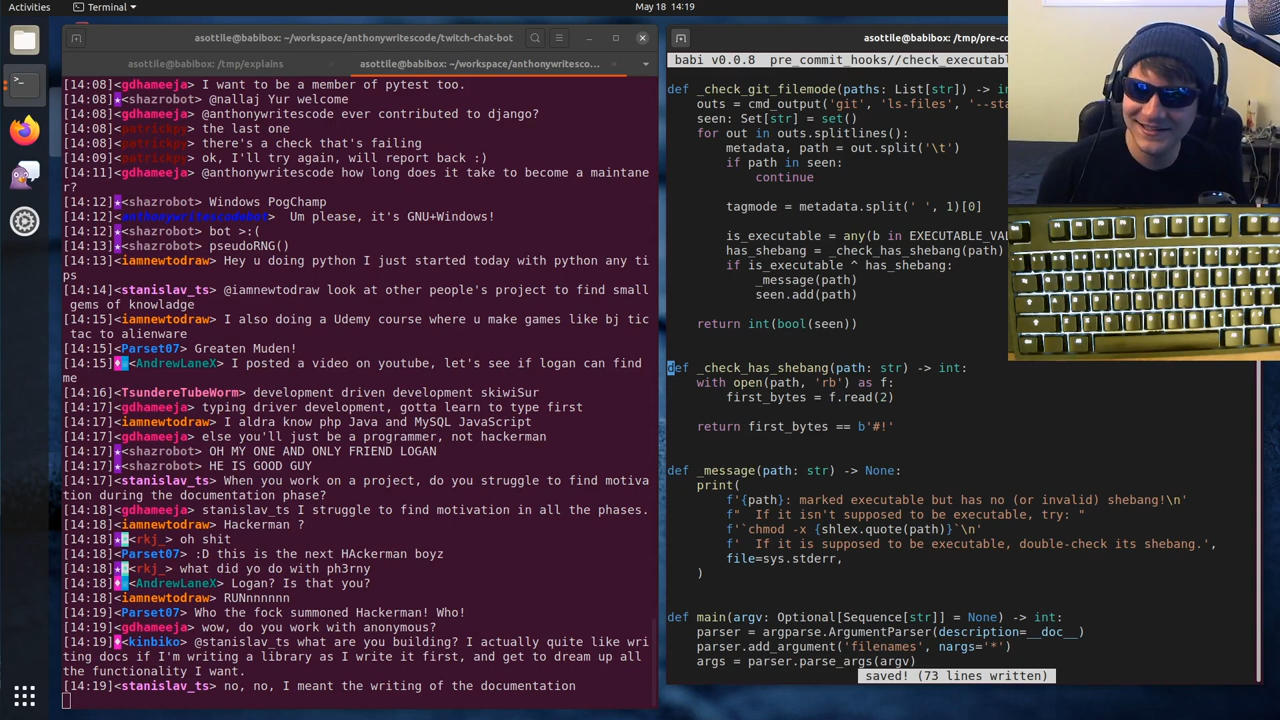 Activities
Terminal
May 18 14:19
asottile@babibox: ~/workspace/anthonywritescode/twitch-chat-bot
asottile@babibox: /tmp/explains
asottile@babibox: ~/workspace/anthonywritesco...
[14:08]<gdhameeja> I want to be a member of pytest too.
[14:08]★<shazrobot> @nallaj Yur welcome
[14:08]<gdhameeja> @anthonywritescode ever contributed to django?
[14:08]<patrickpy> the last one
[14:08]<patrickpy> there's a check that's failing
[14:09]<patrickpy> ok, I'll try again, will report back :)
[14:11]<gdhameeja> @anthonywritescode how long does it take to become a maintane
r?
[14:12]★<shazrobot> Windows PogChamp
[14:12]<anthonywritescodebot>  Um please, it's GNU+Windows!
[14:12]★<shazrobot> bot >:(
[14:13]★<shazrobot> pseudoRNG()
[14:13]<iamnewtodraw> Hey u doing python I just started today with python any ti
ps
[14:14]<stanislav_ts> @iamnewtodraw look at other people's project to find small
 gems of knowladge
[14:15]<iamnewtodraw> I also doing a Udemy course where u make games like bj tic
 tac to alienware
[14:15]<Parset07> Greaten Muden!
[14:15]<AndrewLaneX> I posted a video on youtube, let's see if logan can find
me
[14:16]<TsundereTubeWorm> development driven development skiwiSur
[14:17]<gdhameeja> typing driver development, gotta learn to type first
[14:17]<iamnewtodraw> I aldra know php Java and MySQL JavaScript
[14:17]<gdhameeja> else you'll just be a programmer, not hackerman
[14:17]★<shazrobot> OH MY ONE AND ONLY FRIEND LOGAN
[14:17]★<shazrobot> HE IS GOOD GUY
[14:17]<stanislav_ts> When you work on a project, do you struggle to find motiva
tion during the documentation phase?
[14:18]<gdhameeja> stanislav_ts I struggle to find motivation in all the phases.
[14:18]<iamnewtodraw> Hackerman ?
[14:18]★<rkj_> oh shit
[14:18]<Parset07> :D this is the next HAckerman boyz
[14:18]★<rkj_> what did yo do with ph3rny
[14:18]<AndrewLaneX> Logan? Is that you?
[14:18]<iamnewtodraw> RUNnnnnnn
[14:19]<Parset07> Who the fock summoned Hackerman! Who!
[14:19]<gdhameeja> wow, do you work with anonymous?
[14:19]<kinbiko> @stanislav_ts what are you building? I actually quite like wri
ting docs if I'm writing a library as I write it first, and get to dream up all
the functionality I want.
[14:19]<stanislav_ts> no, no, I meant the writing of the documentation
asottile@babibox: /tmp/pre-co
babi v0.0.8  pre_commit_hooks//check_executabl
def _check_git_filemode(paths: List[str]) -> in
    outs = cmd_output('git', 'ls-files', '--sta
    seen: Set[str] = set()
    for out in outs.splitlines():
        metadata, path = out.split('\t')
        if path in seen:
            continue
        tagmode = metadata.split(' ', 1)[0]
        is_executable = any(b in EXECUTABLE_VAL
        has_shebang = _check_has_shebang(path)
        if is_executable ^ has_shebang:
            _message(path)
            seen.add(path)
    return int(bool(seen))
def _check_has_shebang(path: str) -> int:
    with open(path, 'rb') as f:
        first_bytes = f.read(2)
    return first_bytes == b'#!'
def _message(path: str) -> None:
    print(
        f'{path}: marked executable but has no (or invalid) shebang!\n'
        f"  If it isn't supposed to be executable, try: "
        f'`chmod -x {shlex.quote(path)}`\n'
        f'  If it is supposed to be executable, double-check its shebang.',
        file=sys.stderr,
    )
def main(argv: Optional[Sequence[str]] = None) -> int:
    parser = argparse.ArgumentParser(description=__doc__)
    parser.add_argument('filenames', nargs='*')
    args = parser.parse_args(argv)
saved! (73 lines written)